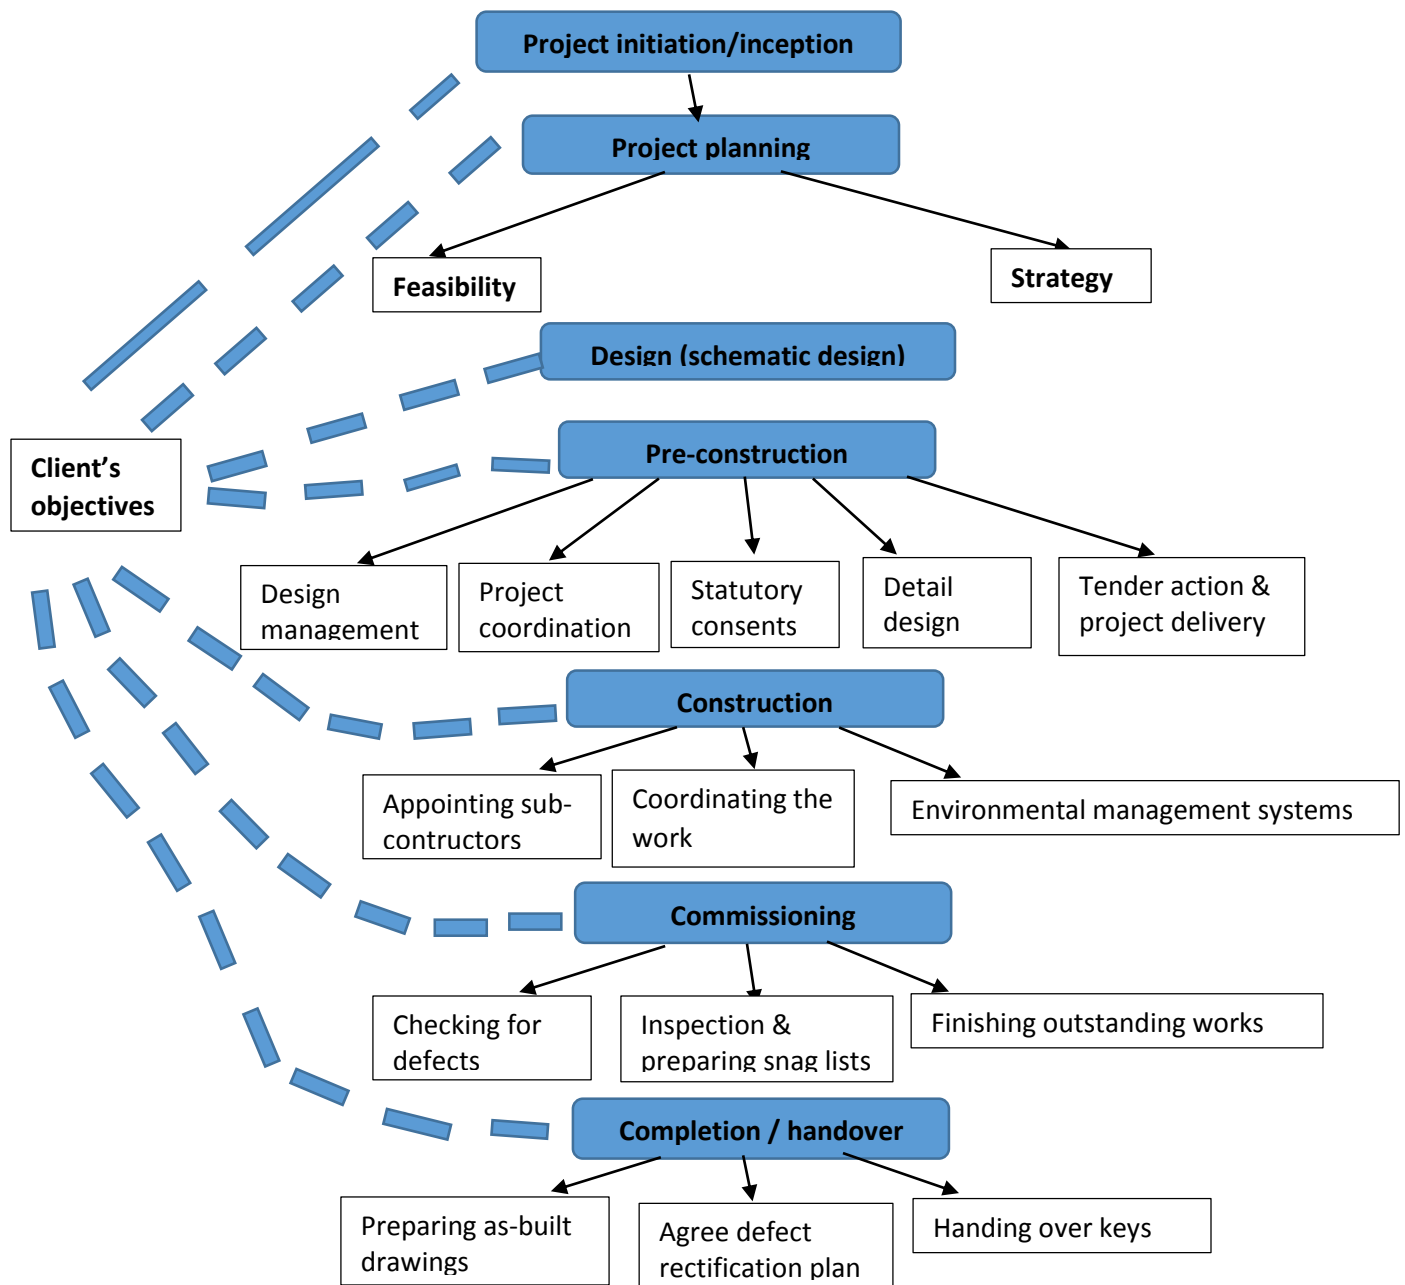 Project initiation/inception
Project planning
Feasibility
Strategy
Design (schematic design)
Client’s
objectives
Pre-construction
Design
management
Project
coordination
Statutory
consents
Detail
design
Tender action &
project delivery
Construction
Appointing sub-
contructors
Coordinating the
work
Environmental management systems
Commissioning
Checking for
defects
Inspection &
preparing snag lists
Finishing outstanding works
Completion / handover
Preparing as-built
drawings
Agree defect
rectification plan
Handing over keys